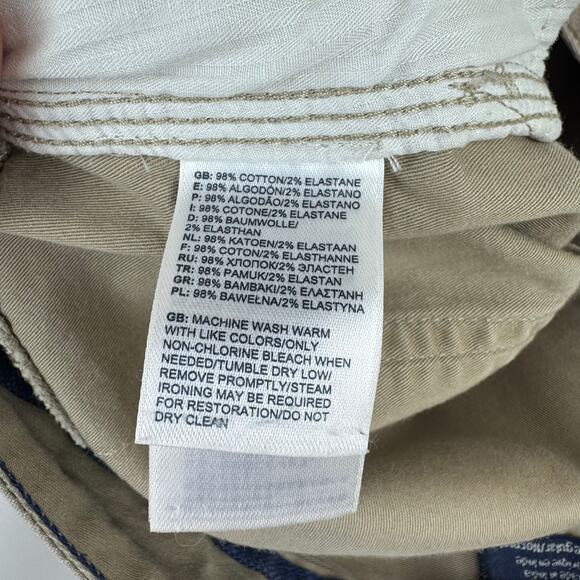 GB: 98% COTTON/2% ELASTANE
E: 98% ALGODÓN/2% ELASTANO
P: 98% ALGODÃO/2% ELASTANO
I: 98% COTONE/2% ELASTANE
D: 98% BAUMWOLLE/
2% ELASTHAN
NL: 98% KATOEN/2% ELASTAAN
F: 98% COTON/2% ELASTHANNE
RU: 98% ХЛОПОК/2% ЭЛАСТЕН
TR: 98% PAMUK/2% ELASTAN
GR: 98% ΒΑΜΒΑΚΙ/2% ΕΛΑΣΤΑΝΗ
PL: 98% BAWEŁNA/2% ELASTYNA
GB: MACHINE WASH WARM
WITH LIKE COLORS/ONLY
NON-CHLORINE BLEACH WHEN
NEEDED/TUMBLE DRY LOW/
REMOVE PROMPTLY/STEAM
IRONING MAY BE REQUIRED
FOR RESTORATION/DO NOT
DRY CLEAN